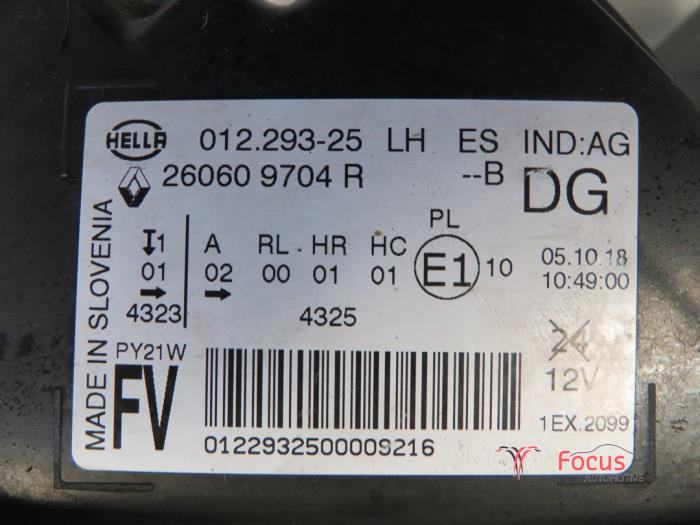 HELLA 012.293-25 LH ES IND:AG
260609704R --B DG
MADE IN SLOVENIA
1 A RL HR HC PL
01 02 00 01 01 E1 10 05.10.18
10:49:00
4323 4325
PY21W
FV
24
12V
1EX.2099
0122932500009216
Focus
AUTOMOTIVE